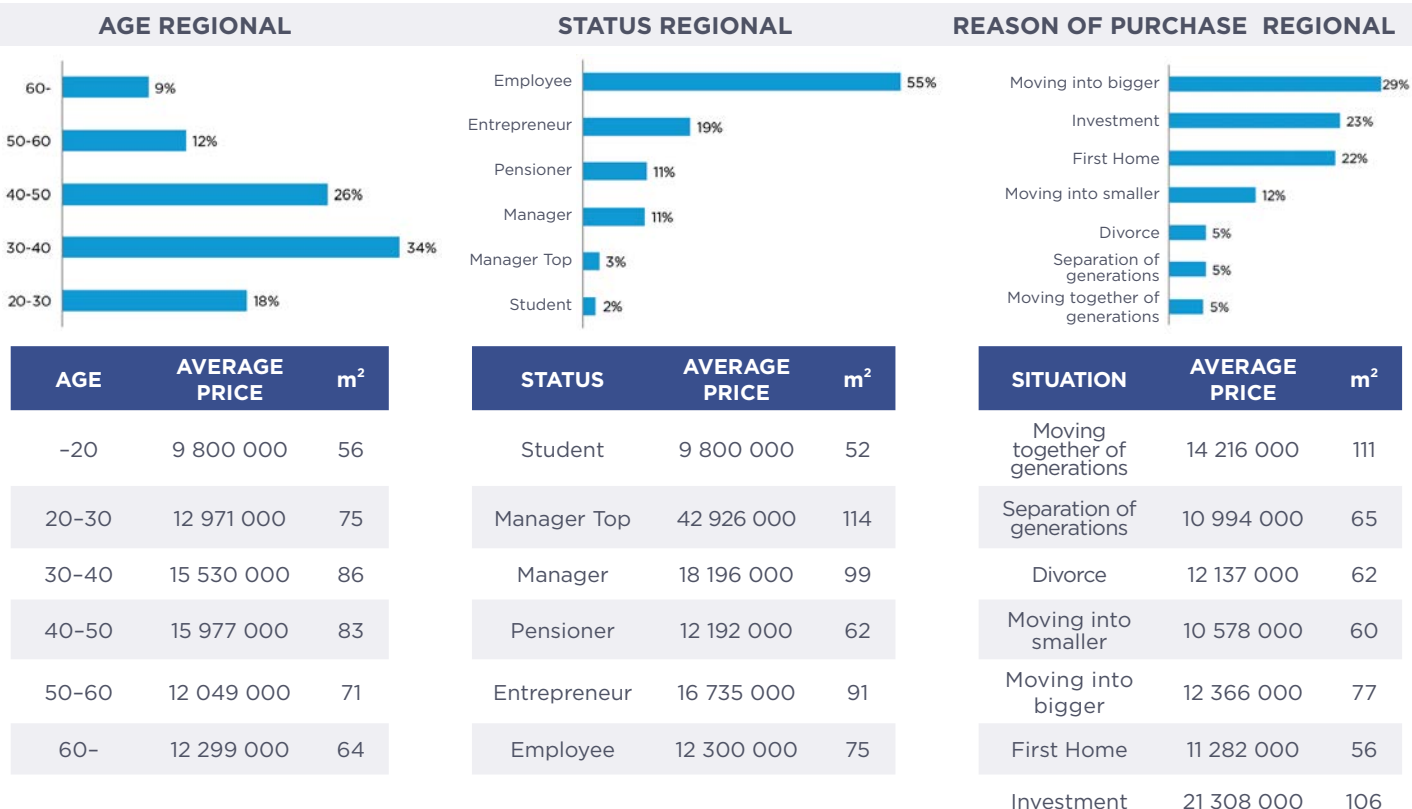 AGE REGIONAL
60-
9%
50-60
12%
40-50
26%
30-40
34%
20-30
18%
AGE AVERAGE PRICE m²
–20 9 800 000 56
20–30 12 971 000 75
30–40 15 530 000 86
40–50 15 977 000 83
50–60 12 049 000 71
60– 12 299 000 64
STATUS REGIONAL
Employee 55%
Entrepreneur 19%
Pensioner 11%
Manager 11%
Manager Top 3%
Student 2%
STATUS AVERAGE PRICE m²
Student 9 800 000 52
Manager Top 42 926 000 114
Manager 18 196 000 99
Pensioner 12 192 000 62
Entrepreneur 16 735 000 91
Employee 12 300 000 75
REASON OF PURCHASE REGIONAL
Moving into bigger 29%
Investment 23%
First Home 22%
Moving into smaller 12%
Divorce 5%
Separation of
generations 5%
Moving together of
generations 5%
SITUATION AVERAGE PRICE m²
Moving
together of
generations 14 216 000 111
Separation of
generations 10 994 000 65
Divorce 12 137 000 62
Moving into
smaller 10 578 000 60
Moving into
bigger 12 366 000 77
First Home 11 282 000 56
Investment 21 308 000 106